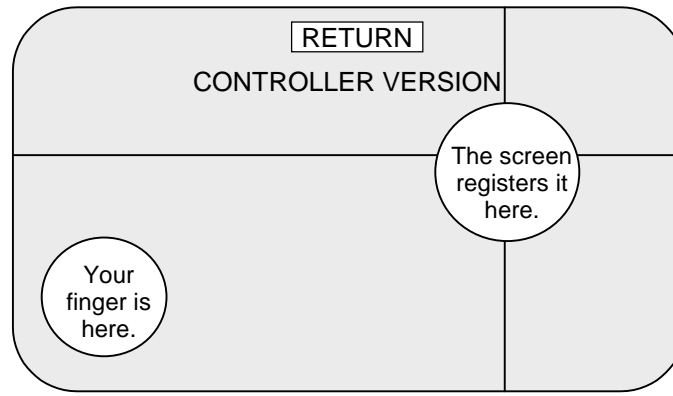 RETURN
CONTROLLER VERSION
The screen
registers it
here.
Your
finger is
here.